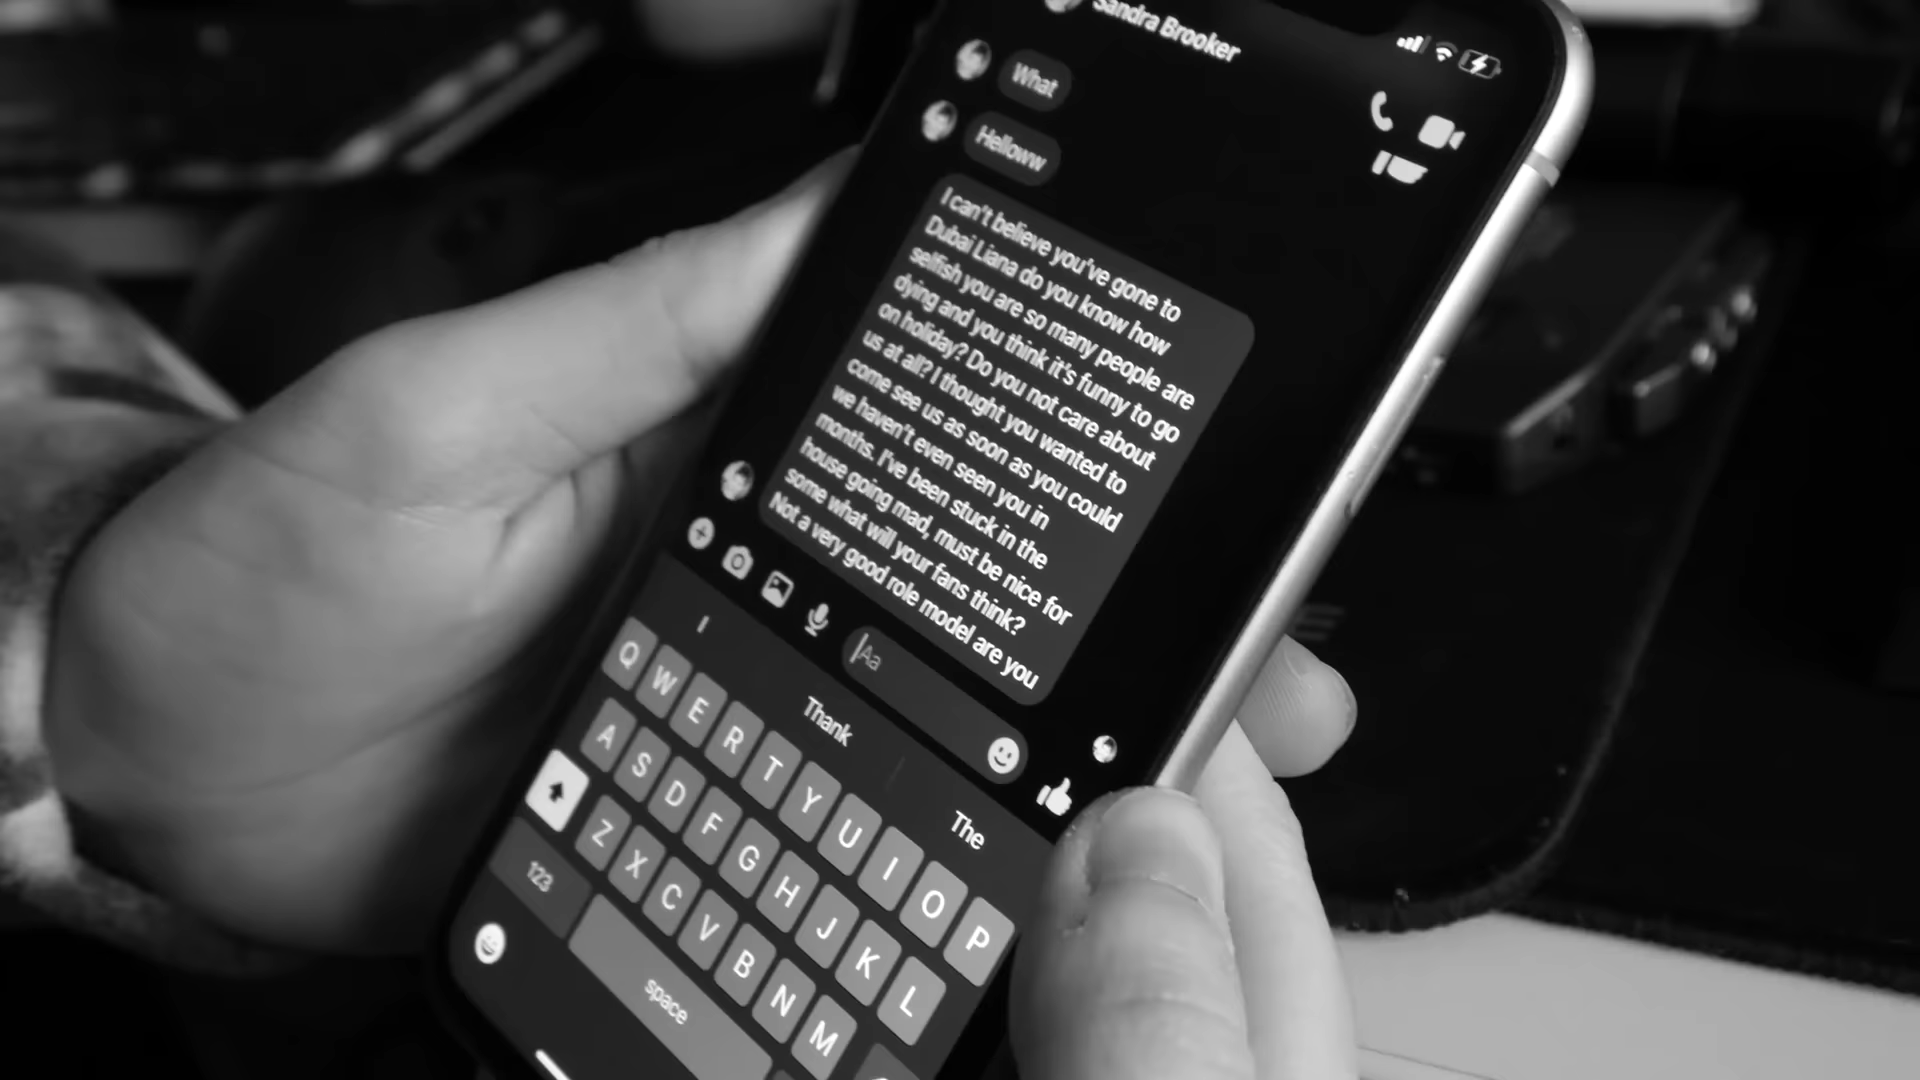 Sandra Brooker
What
Helloww
I can't believe you've gone to
Dubai Liana do you know how
selfish you are so many people are
dying and you think it's funny to go
on holiday? Do you not care about
us at all? I thought you wanted to
come see us as soon as you could
we haven't even seen you in
months. I've been stuck in the
house going mad, must be nice for
some what will your fans think?
Not a very good role model are you
Aa
I Thank The
Q W E R T Y U I O P
A S D F G H J K L
Z X C V B N M
123 space